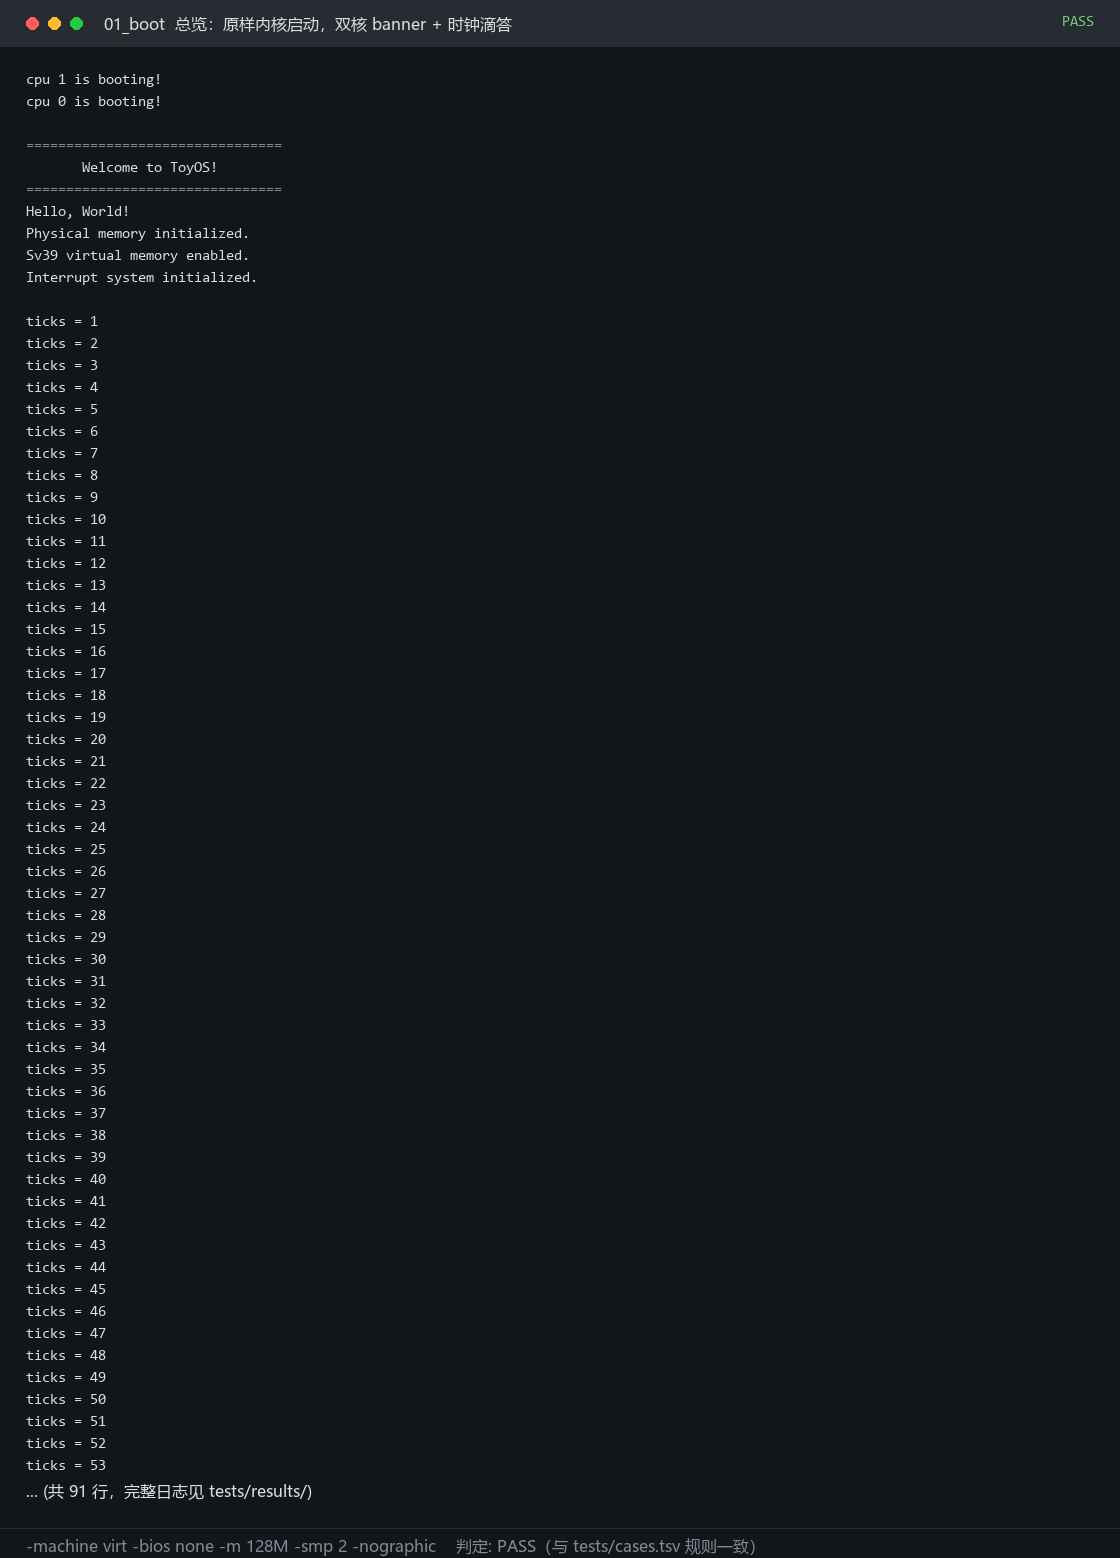 01_boot 总览：原样内核启动，双核 banner + 时钟滴答
PASS
cpu 1 is booting!
cpu 0 is booting!
================================
Welcome to ToyOS!
================================
Hello, World!
Physical memory initialized.
Sv39 virtual memory enabled.
Interrupt system initialized.
ticks = 1
ticks = 2
ticks = 3
ticks = 4
ticks = 5
ticks = 6
ticks = 7
ticks = 8
ticks = 9
ticks = 10
ticks = 11
ticks = 12
ticks = 13
ticks = 14
ticks = 15
ticks = 16
ticks = 17
ticks = 18
ticks = 19
ticks = 20
ticks = 21
ticks = 22
ticks = 23
ticks = 24
ticks = 25
ticks = 26
ticks = 27
ticks = 28
ticks = 29
ticks = 30
ticks = 31
ticks = 32
ticks = 33
ticks = 34
ticks = 35
ticks = 36
ticks = 37
ticks = 38
ticks = 39
ticks = 40
ticks = 41
ticks = 42
ticks = 43
ticks = 44
ticks = 45
ticks = 46
ticks = 47
ticks = 48
ticks = 49
ticks = 50
ticks = 51
ticks = 52
ticks = 53
... (共 91 行，完整日志见 tests/results/)
-machine virt -bios none -m 128M -smp 2 -nographic 判定: PASS（与 tests/cases.tsv 规则一致）